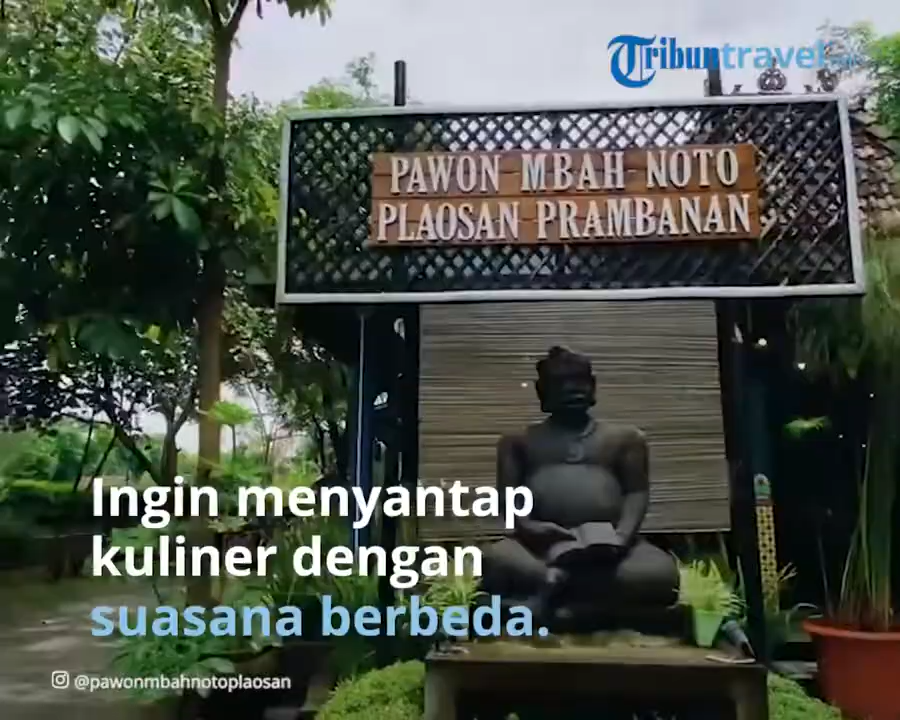 Tribuntravel
PAWON MBAH NOTO
PLAOSAN PRAMBANAN
Ingin menyantap
kuliner dengan
suasana berbeda.
@pawonmbahnotoplaosan